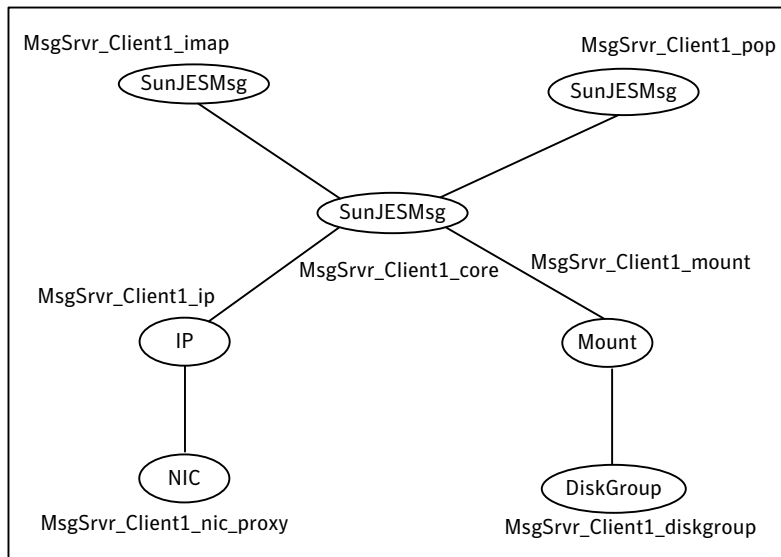 MsgSrvr_Client1_imap
MsgSrvr_Client1_pop
SunJESMsg
SunJESMsg
SunJESMsg
MsgSrvr_Client1_mount
MsgSrvr_Client1_core
MsgSrvr_Client1_ip
IP
Mount
NIC
DiskGroup
MsgSrvr_Client1_nic_proxy
MsgSrvr_Client1_diskgroup